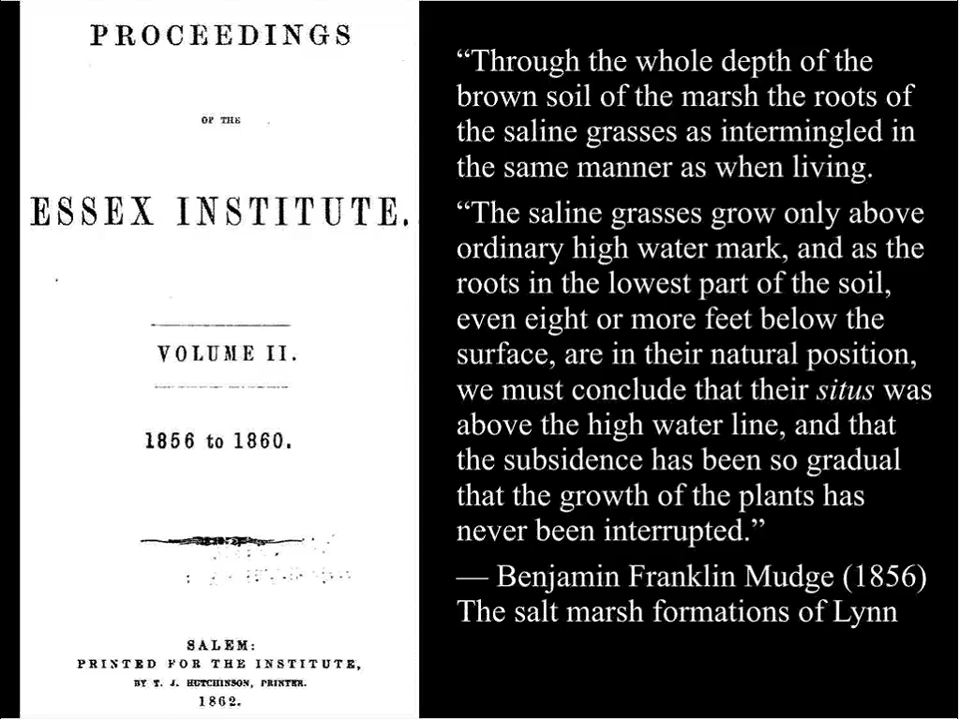 PROCEEDINGS
OF THE
ESSEX INSTITUTE.
VOLUME II.
1856 to 1860.
SALEM:
PRINTED FOR THE INSTITUTE,
BY T. J. HUTCHINSON, PRINTER.
1862.
“Through the whole depth of the
brown soil of the marsh the roots of
the saline grasses as intermingled in
the same manner as when living.
“The saline grasses grow only above
ordinary high water mark, and as the
roots in the lowest part of the soil,
even eight or more feet below the
surface, are in their natural position,
we must conclude that their situs was
above the high water line, and that
the subsidence has been so gradual
that the growth of the plants has
never been interrupted.”
— Benjamin Franklin Mudge (1856)
The salt marsh formations of Lynn